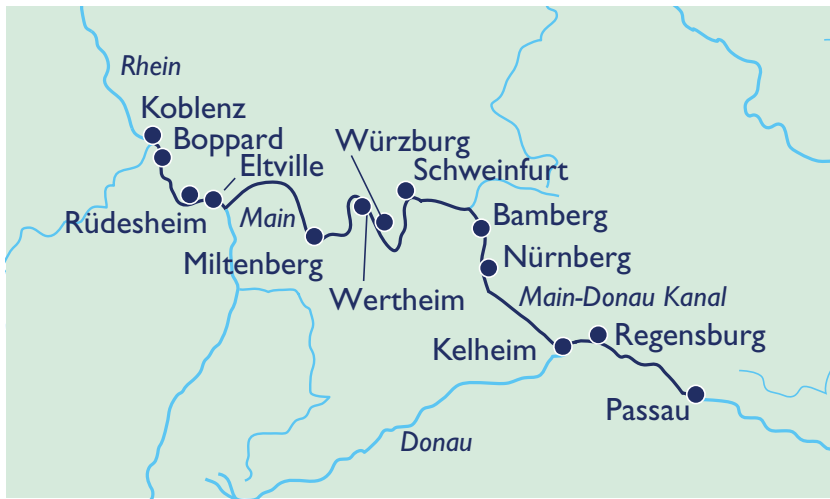 Rhein
Koblenz
Boppard
Würzburg
Eltville
Schweinfurt
Rüdesheim
Main
Bamberg
Miltenberg
Nürnberg
Wertheim
Main-Donau Kanal
Regensburg
Kelheim
Passau
Donau